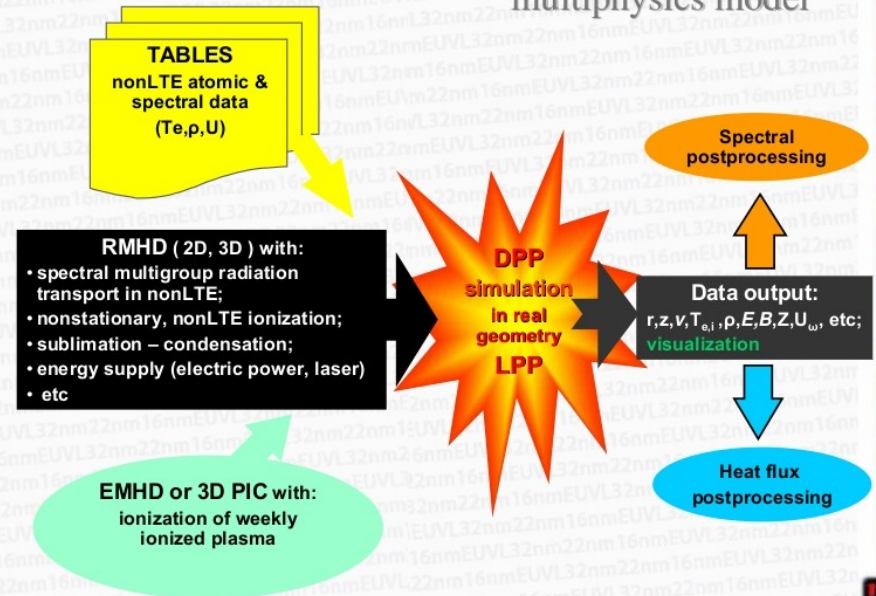 multiphysics model
TABLES
nonLTE atomic &
spectral data
(Te,ρ,U)
RMHD ( 2D, 3D ) with:
• spectral multigroup radiation
transport in nonLTE;
• nonstationary, nonLTE ionization;
• sublimation – condensation;
• energy supply (electric power, laser)
• etc
EMHD or 3D PIC with:
ionization of weekly
ionized plasma
DPP
simulation
in real
geometry
LPP
Spectral
postprocessing
Data output:
r,z,v,Te,i ,ρ,E,B,Z,Uω, etc;
visualization
Heat flux
postprocessing